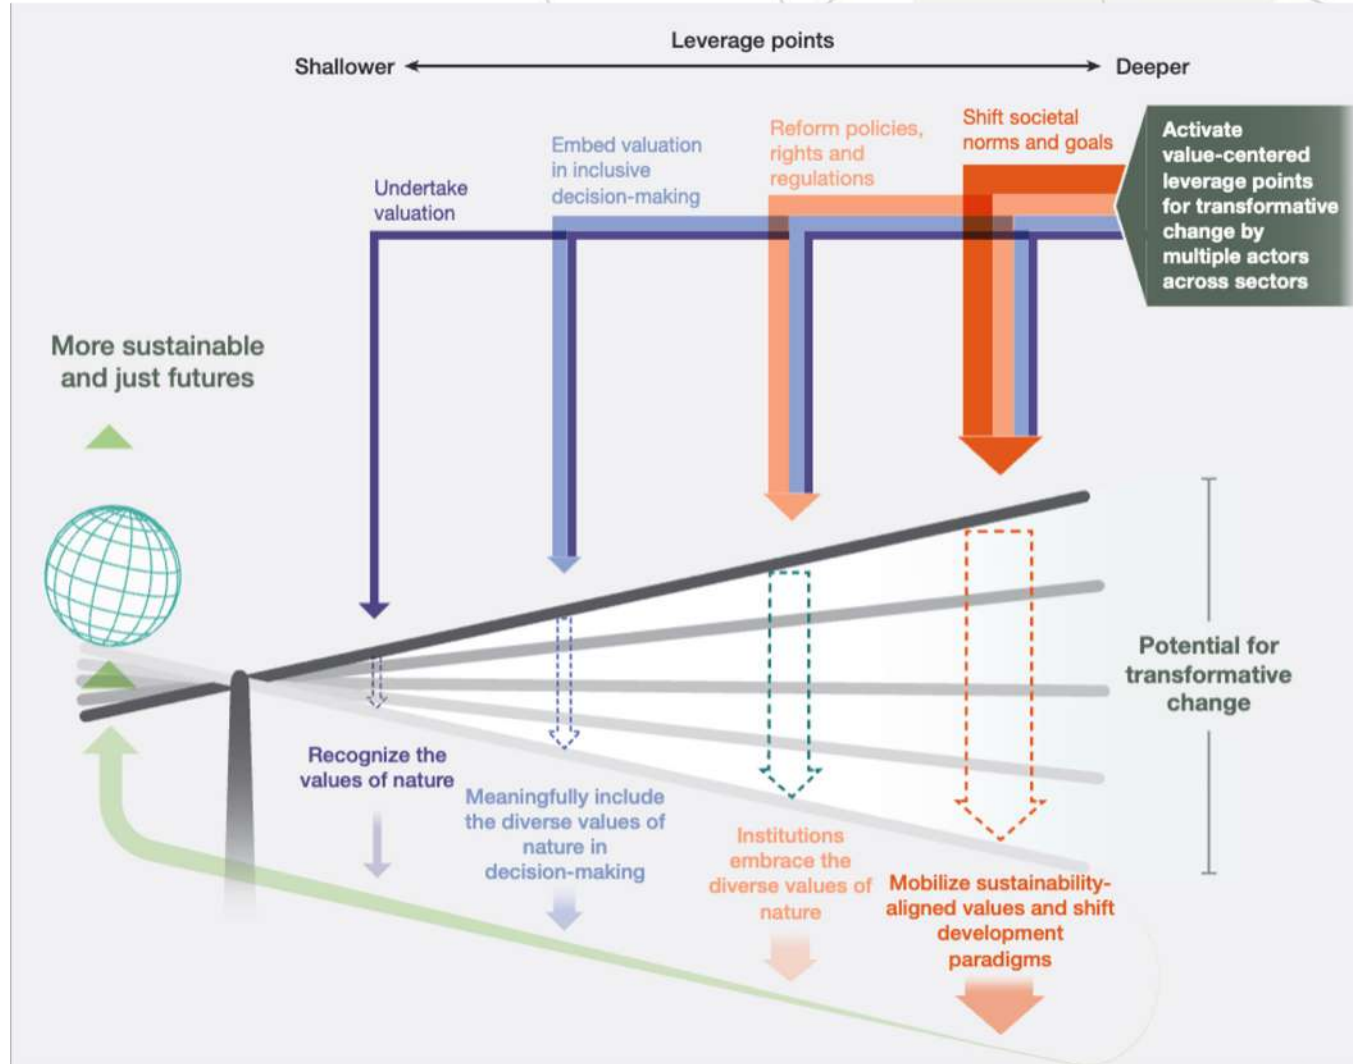 Leverage points
Shallower
Deeper
Undertake
valuation
Embed valuation
in inclusive
decision-making
Reform policies,
rights and
regulations
Shift societal
norms and goals
Activate
value-centered
leverage points
for transformative
change by
multiple actors
across sectors
More sustainable
and just futures
Potential for
transformative
change
Recognize the
values of nature
Meaningfully include
the diverse values of
nature in
decision-making
Institutions
embrace the
diverse values of
nature
Mobilize sustainability-
aligned values and shift
development
paradigms